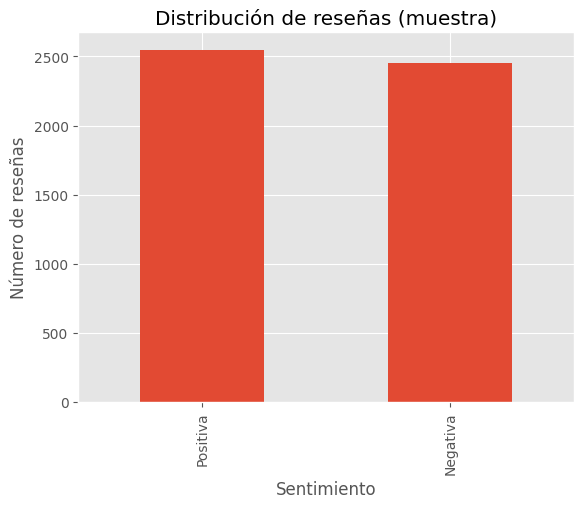 Distribución de reseñas (muestra)
Número de reseñas
2500
2000
1500
1000
500
0
Positiva
Negativa
Sentimiento